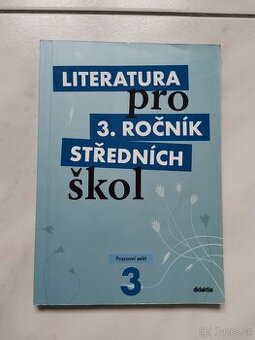 LITERATURA
pro
3. ROČNÍK
STŘEDNÍCH
škol
Pracovní sešit
3
didaktis